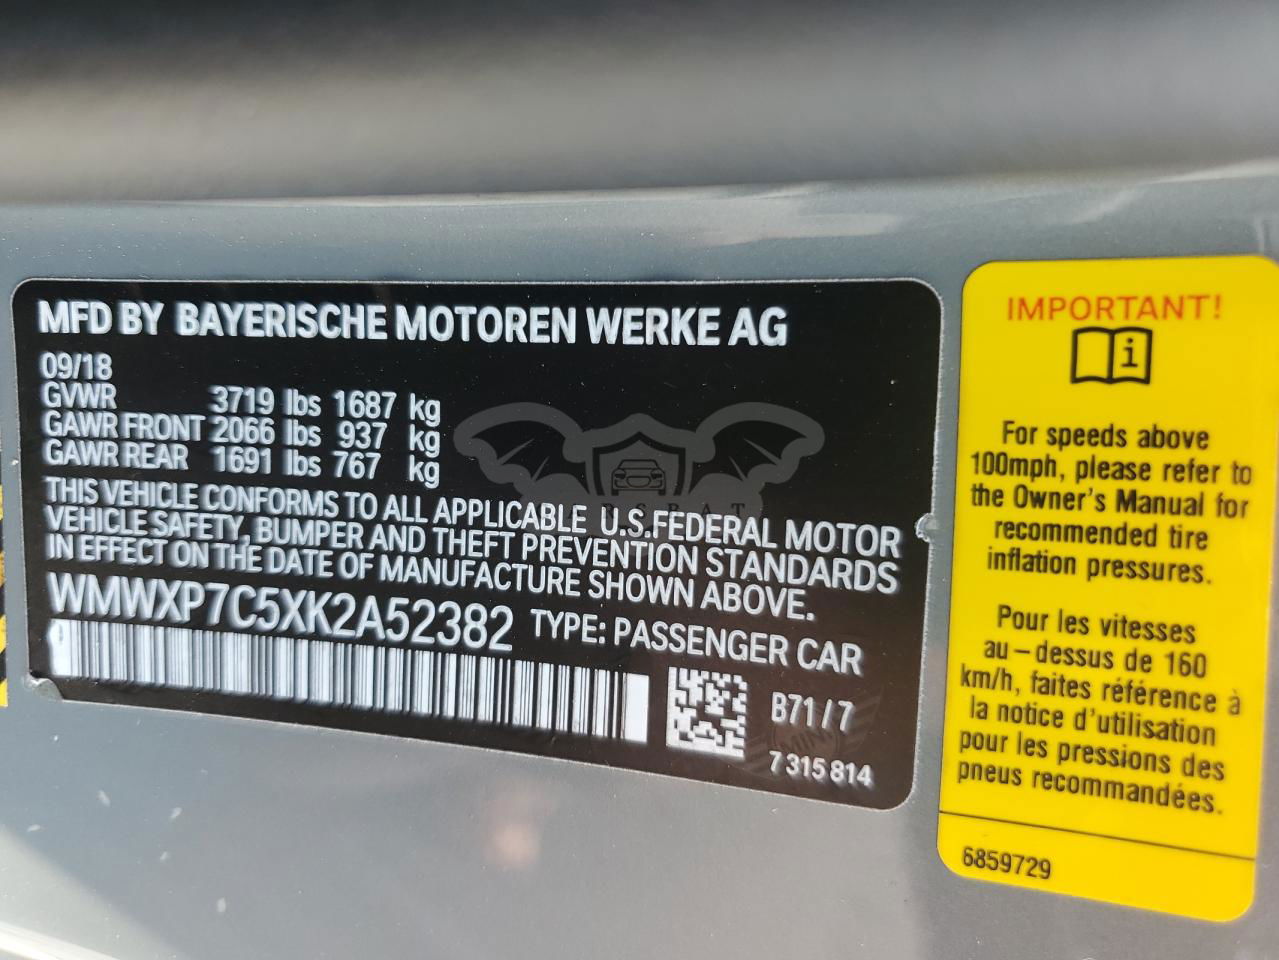 MFD BY BAYERISCHE MOTOREN WERKE AG
09/18
GVWR 3719 lbs 1687 kg
GAWR FRONT 2066 lbs 937 kg
GAWR REAR 1691 lbs 767 kg
THIS VEHICLE CONFORMS TO ALL APPLICABLE U.S.FEDERAL MOTOR
VEHICLE SAFETY, BUMPER AND THEFT PREVENTION STANDARDS
IN EFFECT ON THE DATE OF MANUFACTURE SHOWN ABOVE.
WMWXP7C5XK2A52382 TYPE: PASSENGER CAR
B71/7
7 315 814
IMPORTANT!
i
For speeds above
100mph, please refer to
the Owner's Manual for
recommended tire
inflation pressures.
Pour les vitesses
au-dessus de 160
km/h, faites référence à
la notice d'utilisation
pour les pressions des
pneus recommandées.
6859729